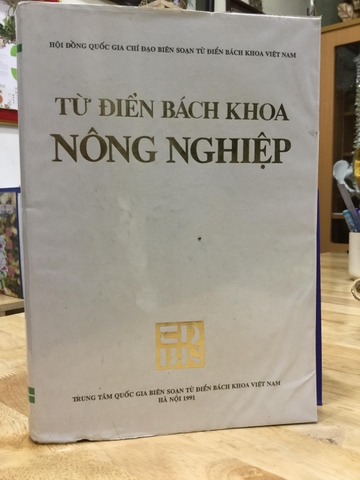 HỘI ĐỒNG QUỐC GIA CHỈ ĐẠO BIÊN SOẠN TỪ ĐIỂN BÁCH KHOA VIỆT NAM
TỪ ĐIỂN BÁCH KHOA
NÔNG NGHIỆP
TRUNG TÂM QUỐC GIA BIÊN SOẠN TỪ ĐIỂN BÁCH KHOA VIỆT NAM
HÀ NỘI 1991